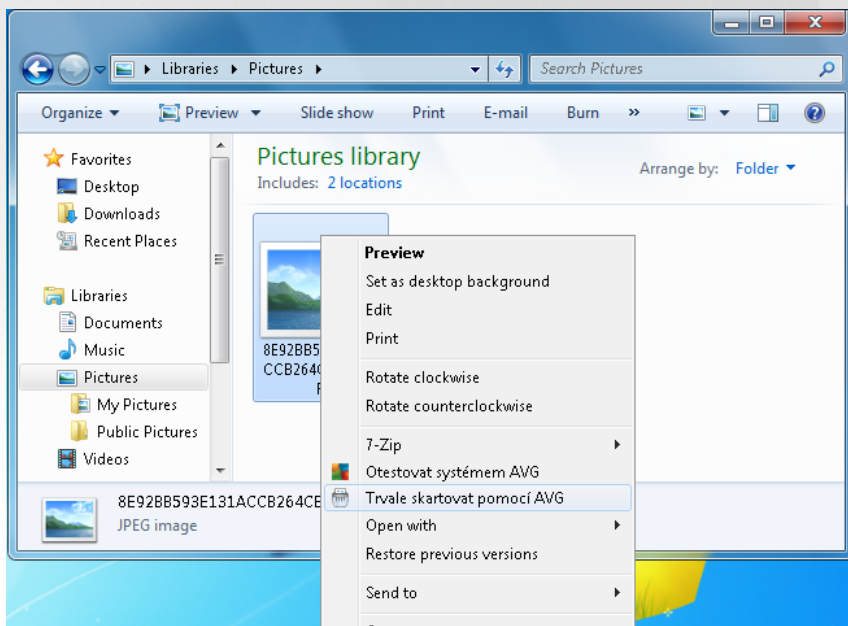 Libraries Pictures
Search Pictures
Organize Preview Slide show Print E-mail Burn »
Favorites
Desktop
Downloads
Recent Places
Libraries
Documents
Music
Pictures
My Pictures
Public Pictures
Videos
Pictures library
Includes: 2 locations
Arrange by: Folder
8E92BB5
CCB264
Preview
Set as desktop background
Edit
Print
Rotate clockwise
Rotate counterclockwise
7-Zip
Otestovat systémem AVG
Trvale skartovat pomocí AVG
Open with
Restore previous versions
Send to
8E92BB593E131ACCB264CE
JPEG image